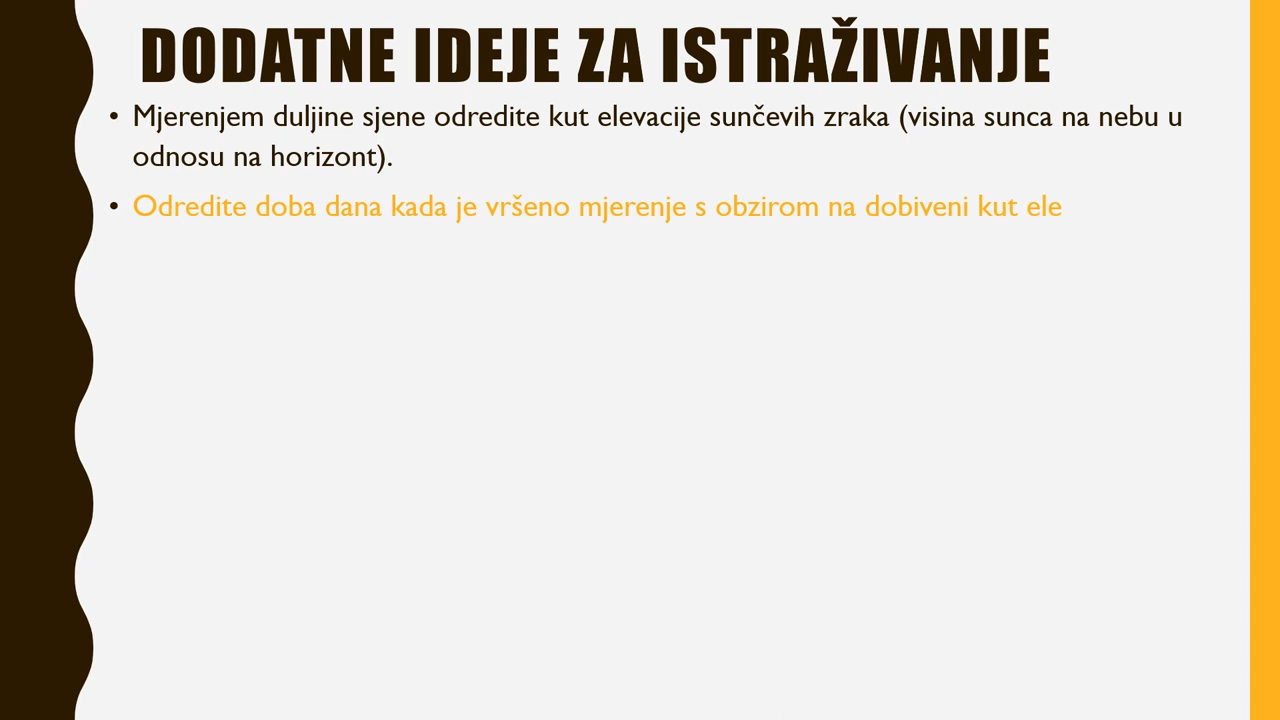 DODATNE IDEJE ZA ISTRAŽIVANJE
• Mjerenjem duljine sjene odredite kut elevacije sunčevih zraka (visina sunca na nebu u
odnosu na horizont).
• Odredite doba dana kada je vršeno mjerenje s obzirom na dobiveni kut ele